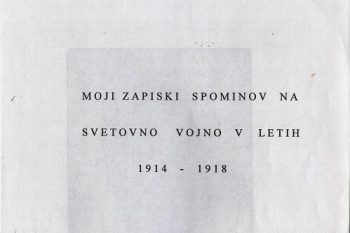 MOJI ZAPISKI SPOMINOV NA
SVETOVNO VOJNO V LETIH
1914 - 1918